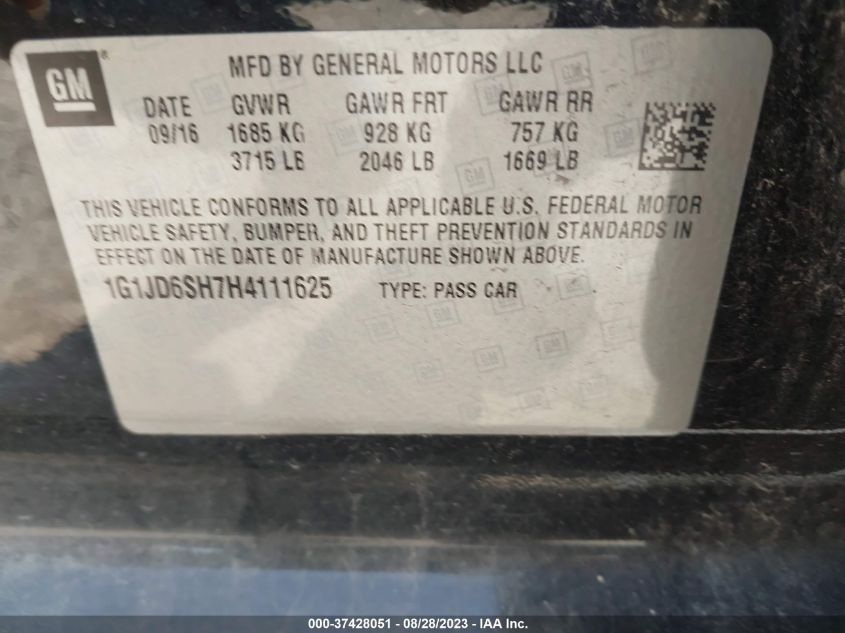 GM
MFD BY GENERAL MOTORS LLC
DATE GVWR GAWR FRT GAWR RR
09/16 1685 KG 928 KG 757 KG
3715 LB 2046 LB 1669 LB
THIS VEHICLE CONFORMS TO ALL APPLICABLE U.S. FEDERAL MOTOR
VEHICLE SAFETY, BUMPER, AND THEFT PREVENTION STANDARDS IN
EFFECT ON THE DATE OF MANUFACTURE SHOWN ABOVE.
1G1JD6SH7H4111625 TYPE: PASS CAR
000-37428051 - 08/28/2023 - IAA Inc.